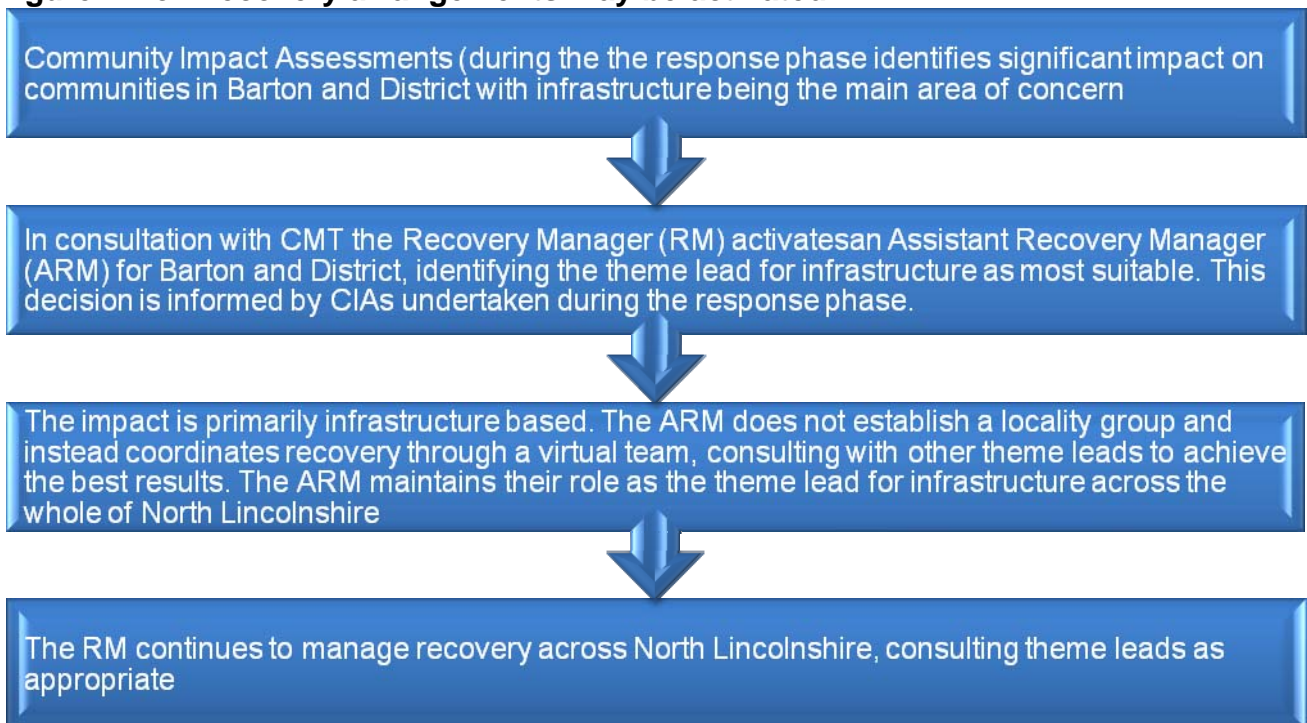 Community Impact Assessments (during the the response phase identifies significant impact on
communities in Barton and District with infrastructure being the main area of concern
In consultation with CMT the Recovery Manager (RM) activatesan Assistant Recovery Manager
(ARM) for Barton and District, identifying the theme lead for infrastructure as most suitable. This
decision is informed by CIAs undertaken during the response phase.
The impact is primarily infrastructure based. The ARM does not establish a locality group and
instead coordinates recovery through a virtual team, consulting with other theme leads to achieve
the best results. The ARM maintains their role as the theme lead for infrastructure across the
whole of North Lincolnshire
The RM continues to manage recovery across North Lincolnshire, consulting theme leads as
appropriate